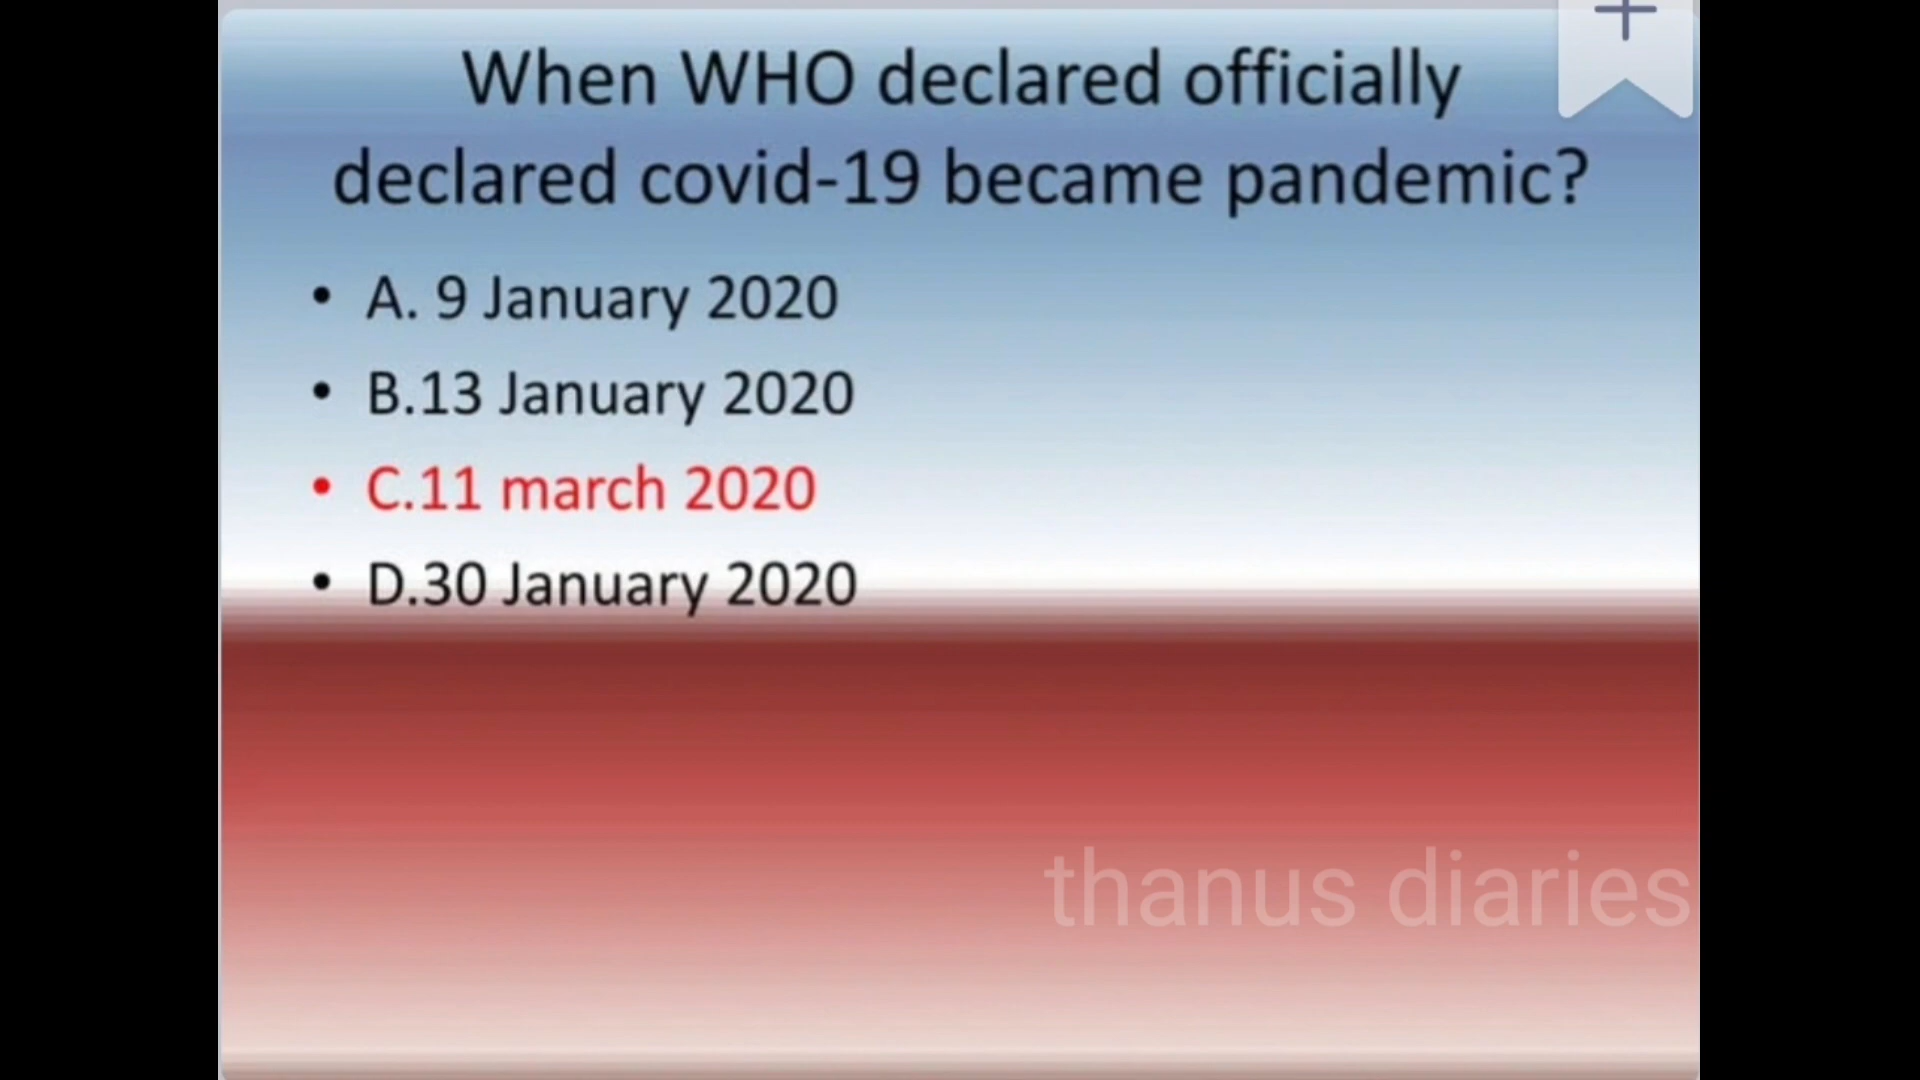 When WHO declared officially
declared covid-19 became pandemic?
• A. 9 January 2020
• B.13 January 2020
• C.11 march 2020
• D.30 January 2020
thanus diaries